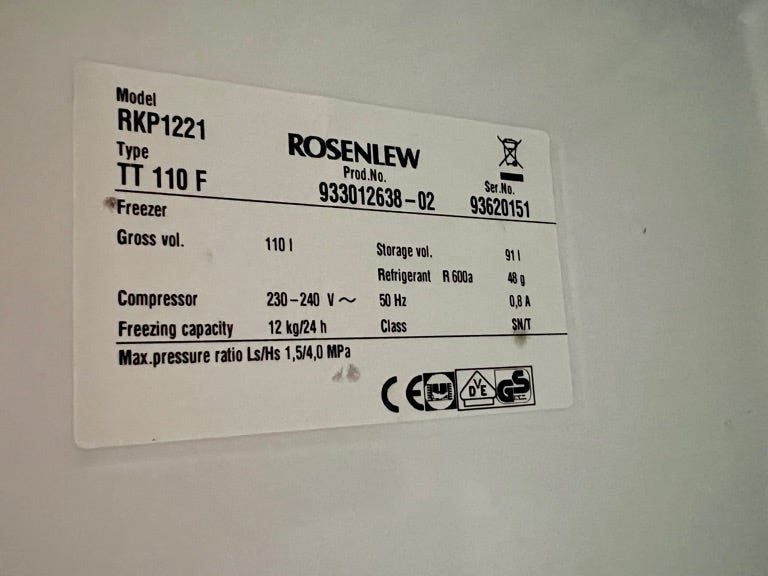 Model
RKP1221
ROSENLEW
Type
TT 110 F
Prod.No.
933012638-02
Ser.No.
93620151
Freezer
Gross vol. 110 l Storage vol. 91 l
Refrigerant R 600a 48 g
Compressor 230-240 V ~ 50 Hz 0,8 A
Freezing capacity 12 kg/24 h Class SN/T
Max.pressure ratio Ls/Hs 1,5/4,0 MPa
CE DVE GS